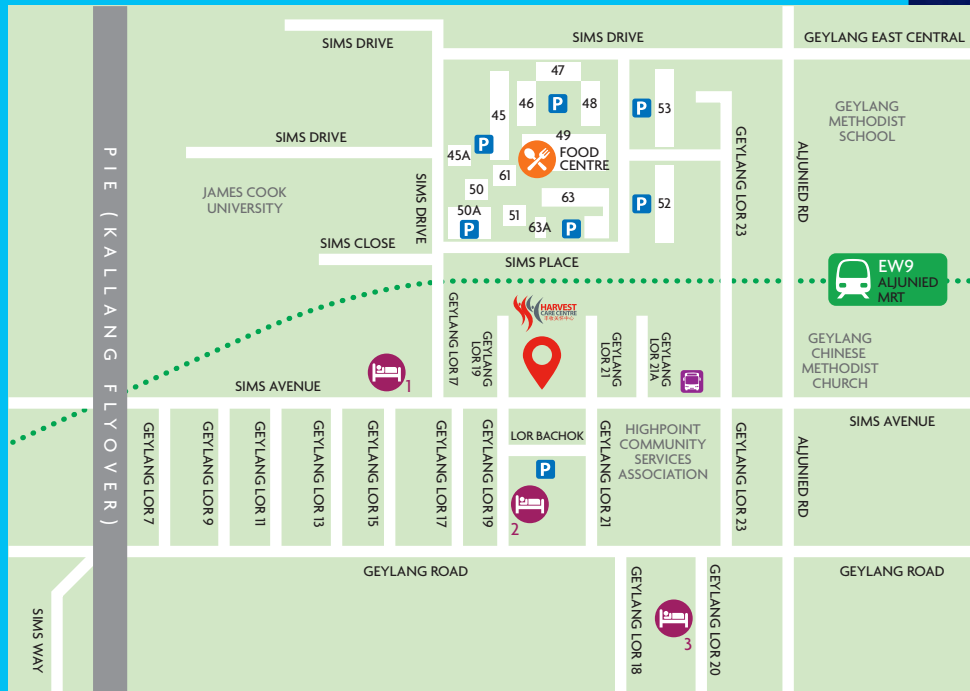 SIMS DRIVE
SIMS DRIVE
GEYLANG EAST CENTRAL
47
45
46
P
48
P
53
GEYLANG
METHODIST
SCHOOL
SIMS DRIVE
P
49
FOOD
CENTRE
45A
61
PIE (KALLANG FLYOVER)
JAMES COOK
UNIVERSITY
SIMS DRIVE
50
63
50A
P
51
63A
P
P
52
GEYLANG LOR 23
ALJUNIED RD
SIMS CLOSE
SIMS PLACE
EW9
ALJUNIED
MRT
GEYLANG LOR 17
GEYLANG
LOR 19
HARVEST
CARE CENTRE
GEYLANG
LOR 21
GEYLANG
LOR 21A
GEYLANG
CHINESE
METHODIST
CHURCH
1
SIMS AVENUE
SIMS AVENUE
GEYLANG LOR 7
GEYLANG LOR 9
GEYLANG LOR 11
GEYLANG LOR 13
GEYLANG LOR 15
GEYLANG LOR 17
GEYLANG LOR 19
LOR BACHOK
P
2
GEYLANG LOR 21
HIGHPOINT
COMMUNITY
SERVICES
ASSOCIATION
GEYLANG LOR 23
ALJUNIED RD
GEYLANG ROAD
GEYLANG ROAD
SIMS WAY
GEYLANG LOR 18
3
GEYLANG LOR 20